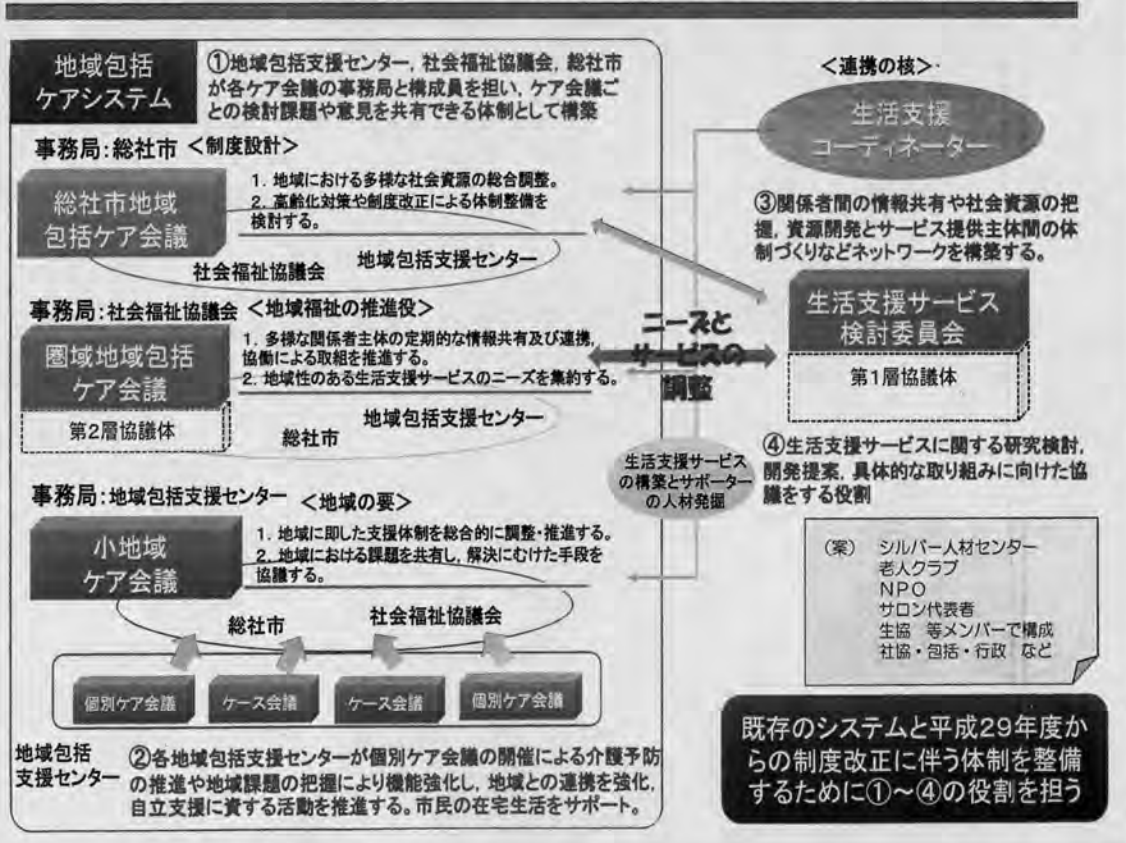 地域包括
ケアシステム
①地域包括支援センター，社会福祉協議会，総社市
が各ケア会議の事務局と構成員を担い，ケア会議ご
との検討課題や意見を共有できる体制として構築
事務局：総社市 ＜制度設計＞
総社市地域
包括ケア会議
1．地域における多様な社会資源の総合調整。
2．高齢化対策や制度改正による体制整備を
検討する。
地域包括支援センター
社会福祉協議会
事務局：社会福祉協議会 ＜地域福祉の推進役＞
圏域地域包括
ケア会議
第2層協議体
1．多様な関係者主体の定期的な情報共有及び連携，
協働による取組を推進する。
2．地域性のある生活支援サービスのニーズを集約する。
地域包括支援センター
総社市
事務局：地域包括支援センター ＜地域の要＞
小地域
ケア会議
1．地域に即した支援体制を総合的に調整・推進する。
2．地域における課題を共有し，解決にむけた手段を
協議する。
総社市
社会福祉協議会
個別ケア会議
ケース会議
ケース会議
個別ケア会議
地域包括
支援センター
②各地域包括支援センターが個別ケア会議の開催による介護予防
の推進や地域課題の把握により機能強化し，地域との連携を強化，
自立支援に資する活動を推進する。市民の在宅生活をサポート。
ニーズと
サービスの
調整
生活支援サービス
の構築とサポーター
の人材発掘
＜連携の核＞
生活支援
コーディネーター
③関係者間の情報共有や社会資源の把
握，資源開発とサービス提供主体間の体
制づくりなどネットワークを構築する。
生活支援サービス
検討委員会
第1層協議体
④生活支援サービスに関する研究検討，
開発提案，具体的な取り組みに向けた協
議をする役割
（案） シルバー人材センター
老人クラブ
NPO
サロン代表者
生協 等メンバーで構成
社協・包括・行政 など
既存のシステムと平成29年度か
らの制度改正に伴う体制を整備
するために①～④の役割を担う